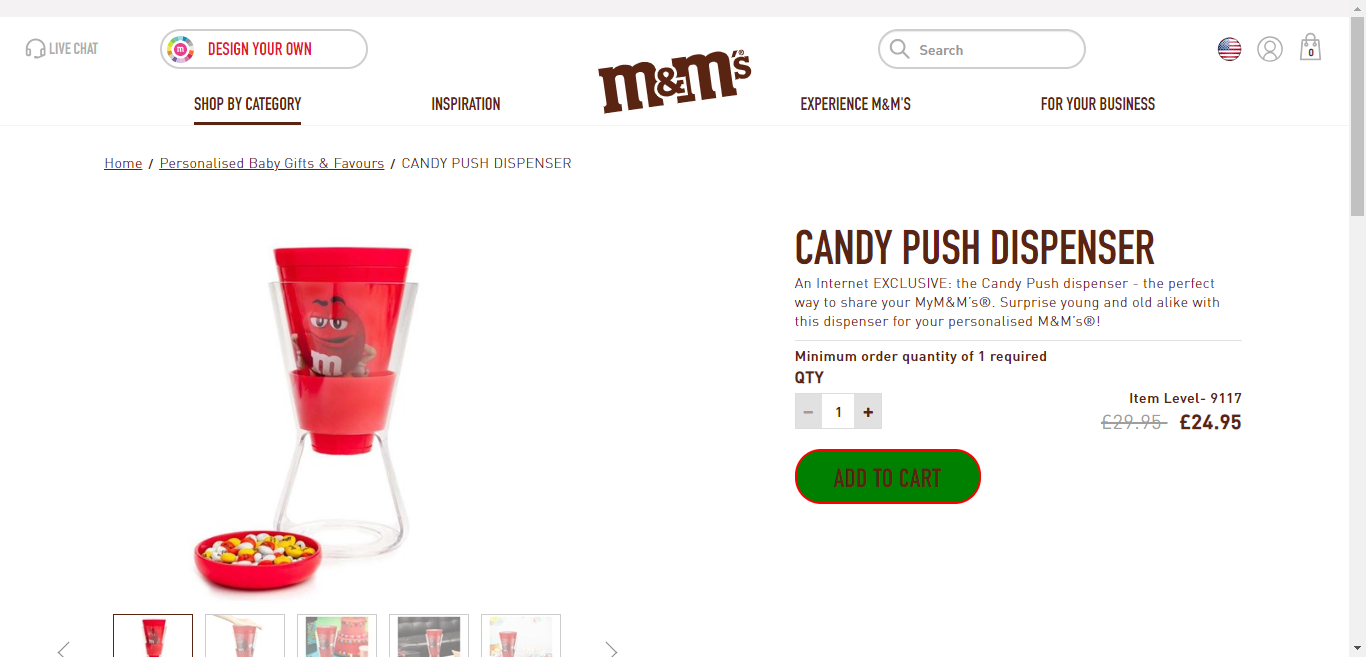 LIVE CHAT
DESIGN YOUR OWN
m&m's®
Search
0
SHOP BY CATEGORY
INSPIRATION
EXPERIENCE M&M'S
FOR YOUR BUSINESS
Home / Personalised Baby Gifts & Favours / CANDY PUSH DISPENSER
m
CANDY PUSH DISPENSER
An Internet EXCLUSIVE: the Candy Push dispenser - the perfect
way to share your MyM&M's®. Surprise young and old alike with
this dispenser for your personalised M&M's®!
Minimum order quantity of 1 required
QTY
- 1 +
Item Level- 9117
£29.95 £24.95
ADD TO CART